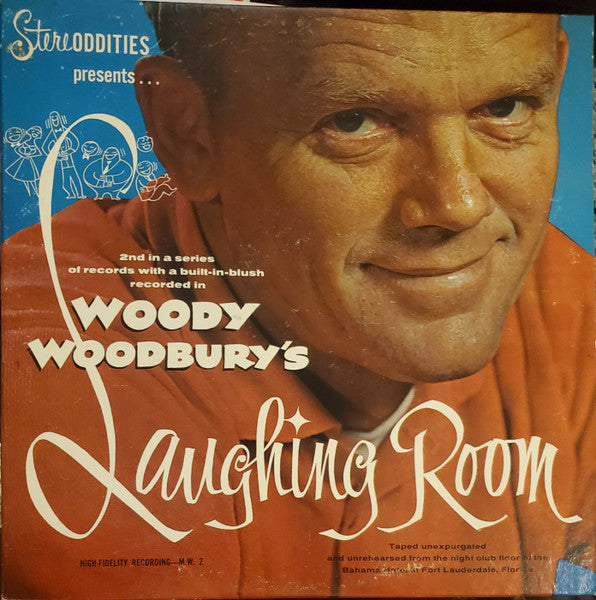 StereODDITIES
presents...
2nd in a series
of records with a built-in-blush
recorded in
WOODY
WOODBURY'S
Laughing Room
HIGH-FIDELITY RECORDING—M.W. 2
Taped unexpurgated
and unrehearsed from the night club floor of the
Bahama Hotel at Fort Lauderdale, Florida